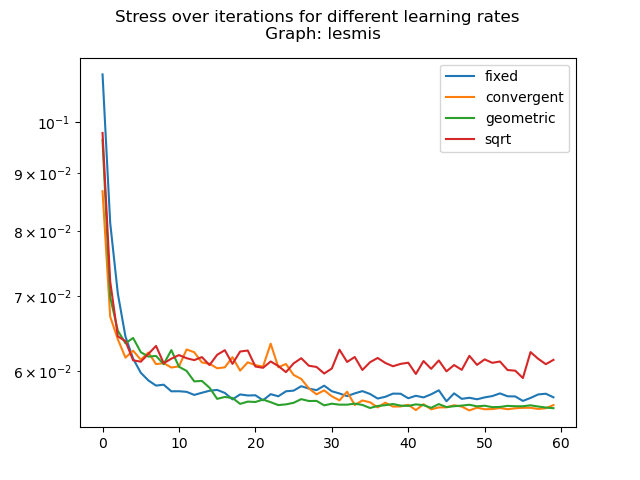 Stress over iterations for different learning rates
Graph: lesmis
fixed
convergent
geometric
sqrt
10⁻¹
9 × 10⁻²
8 × 10⁻²
7 × 10⁻²
6 × 10⁻²
0 10 20 30 40 50 60